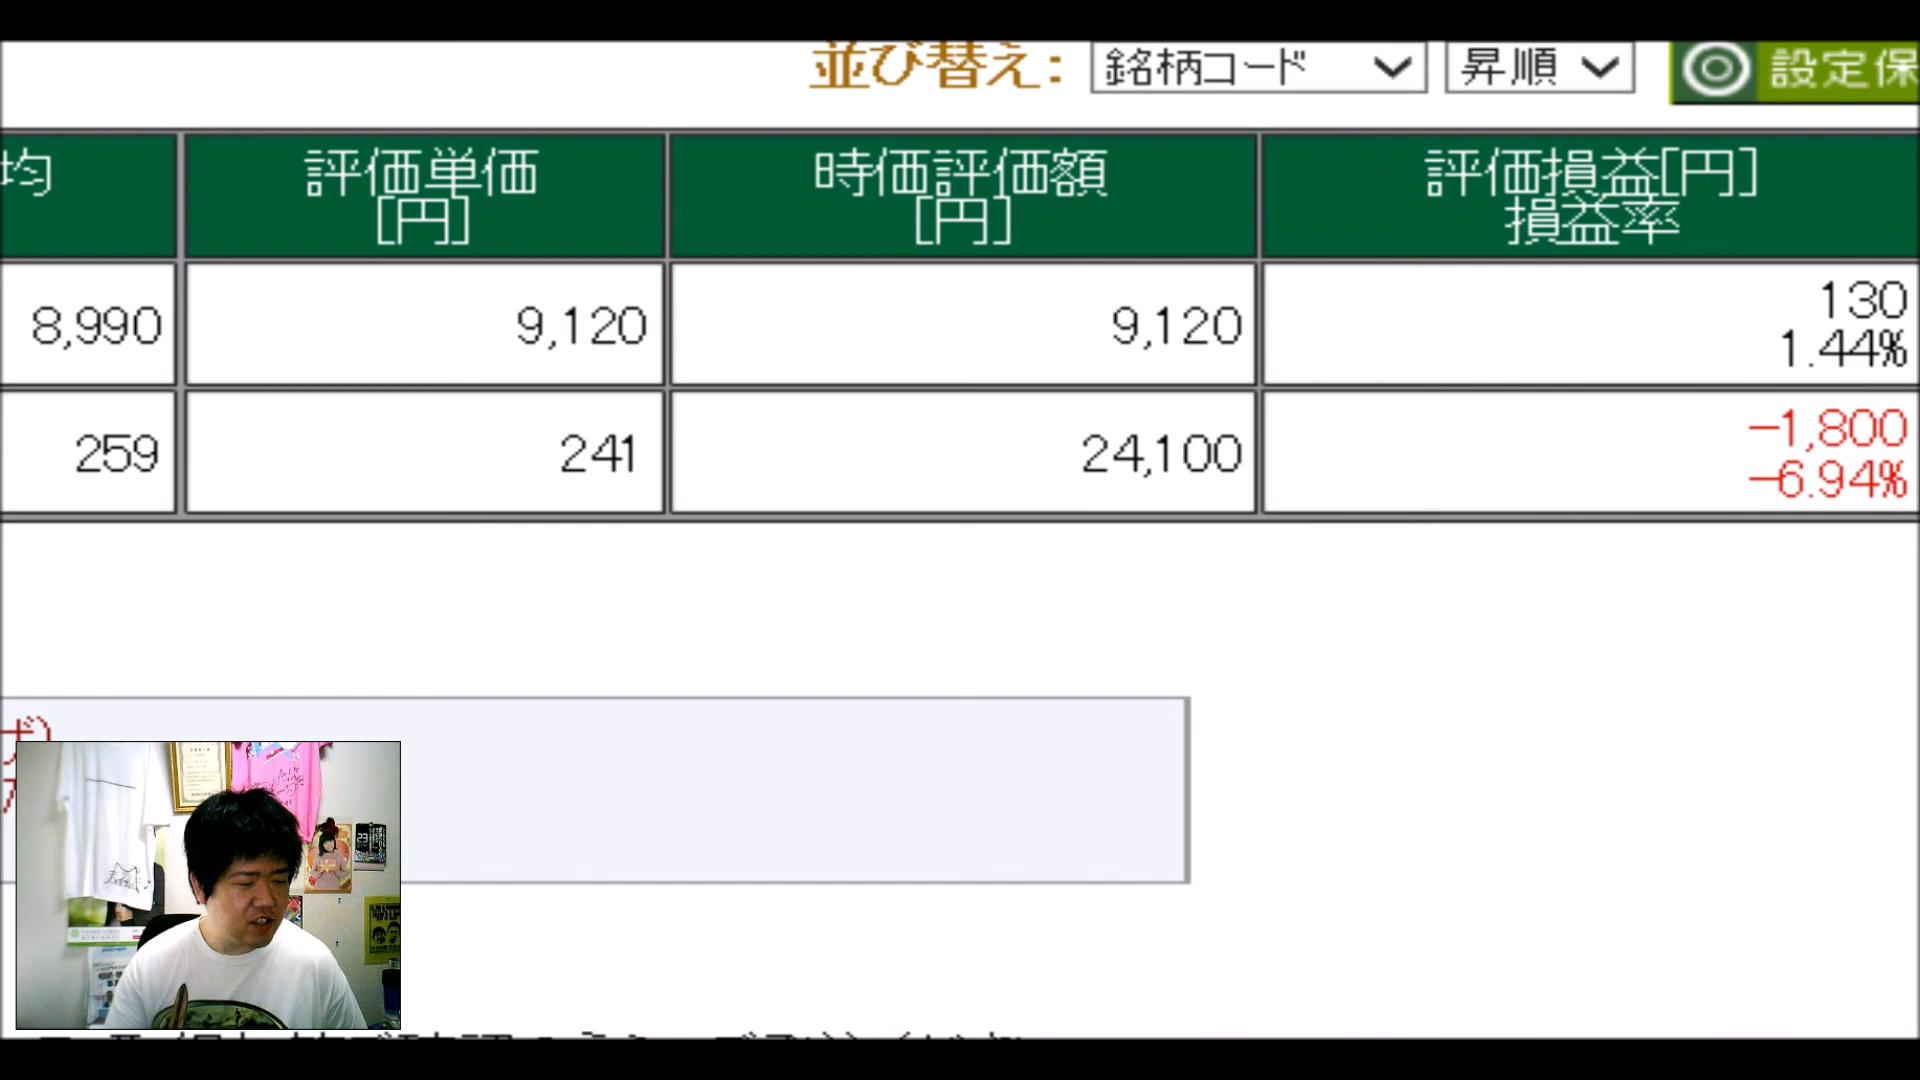 並び替え: 銘柄コード 昇順 設定保
均 評価単価 時価評価額 評価損益[円]
[円] [円] 損益率
8,990 9,120 9,120 130
1.44%
259 241 24,100 -1,800
-6.94%
23